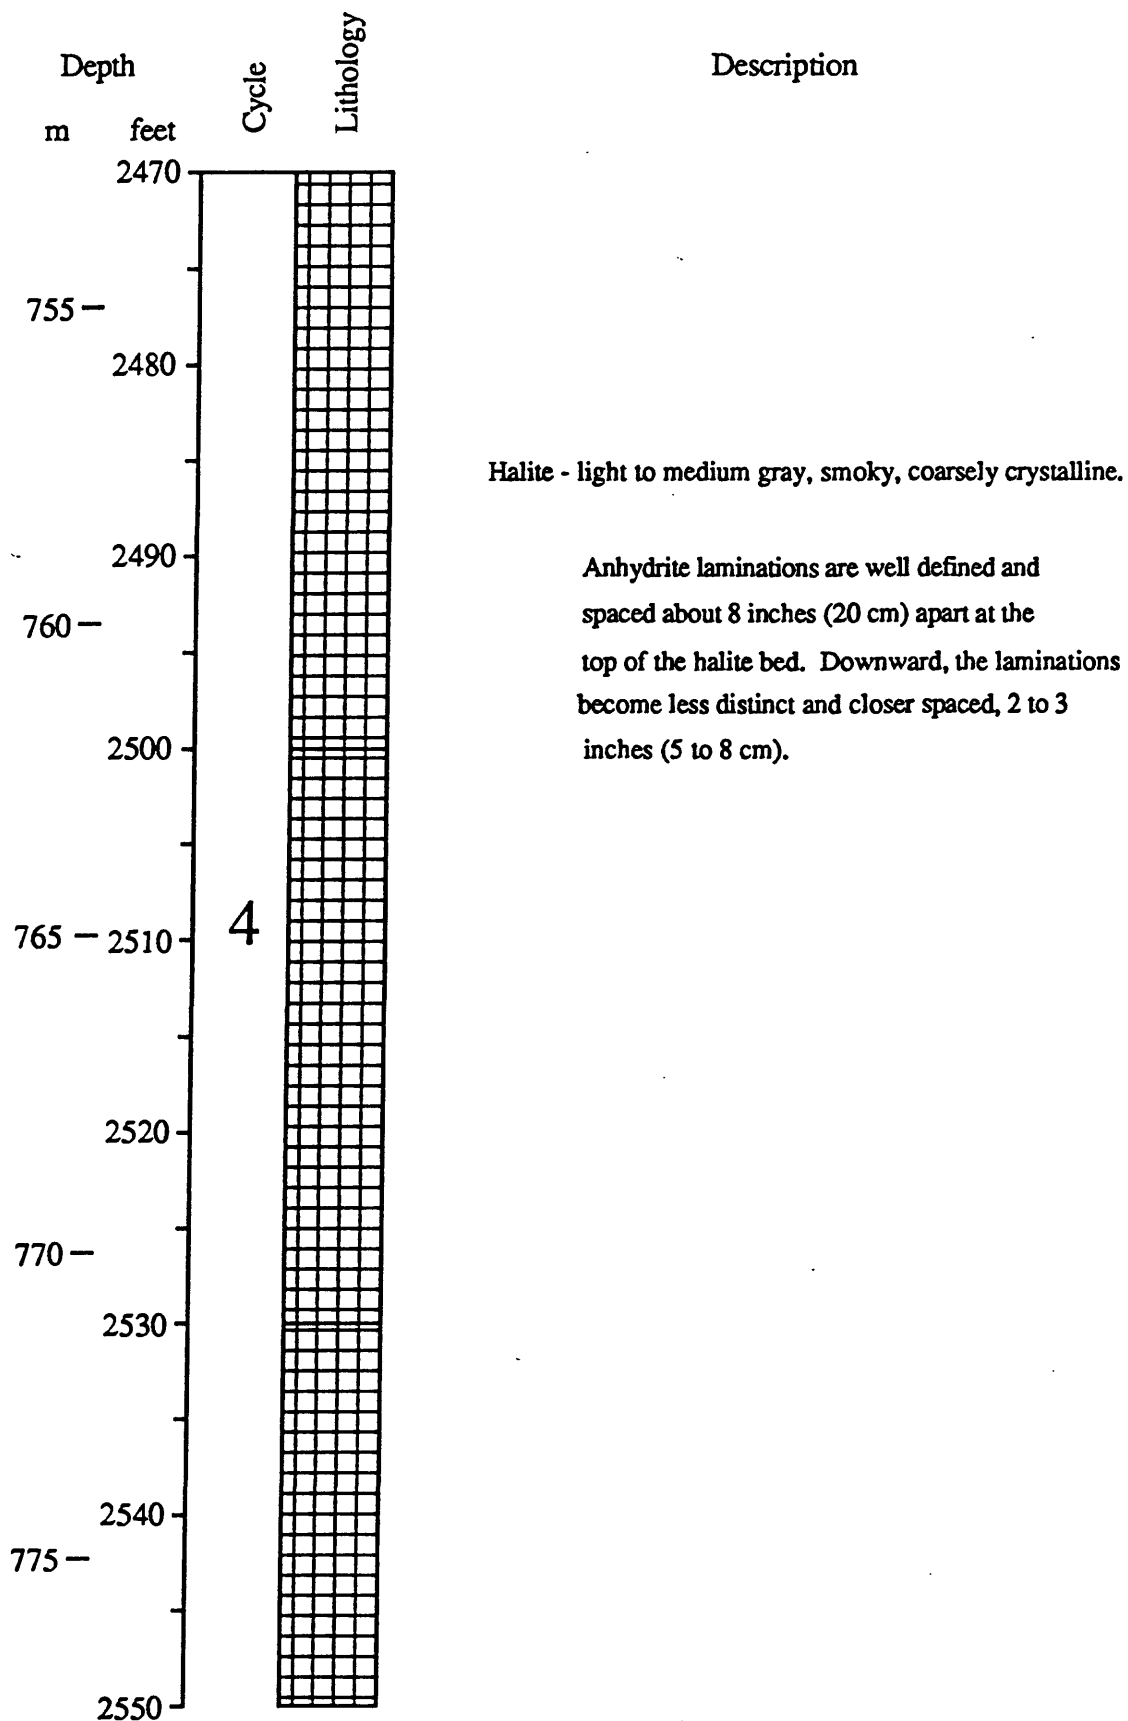 Depth
Cycle
Lithology
Description
m feet
2470
755
2480
Halite - light to medium gray, smoky, coarsely crystalline.
2490
Anhydrite laminations are well defined and
760
spaced about 8 inches (20 cm) apart at the
top of the halite bed. Downward, the laminations
become less distinct and closer spaced, 2 to 3
2500
inches (5 to 8 cm).
4
765 2510
2520
770
2530
2540
775
2550